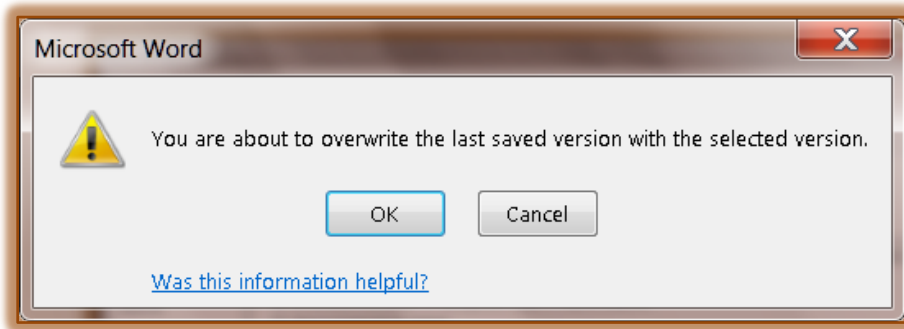 Microsoft Word
You are about to overwrite the last saved version with the selected version.
OK
Cancel
Was this information helpful?